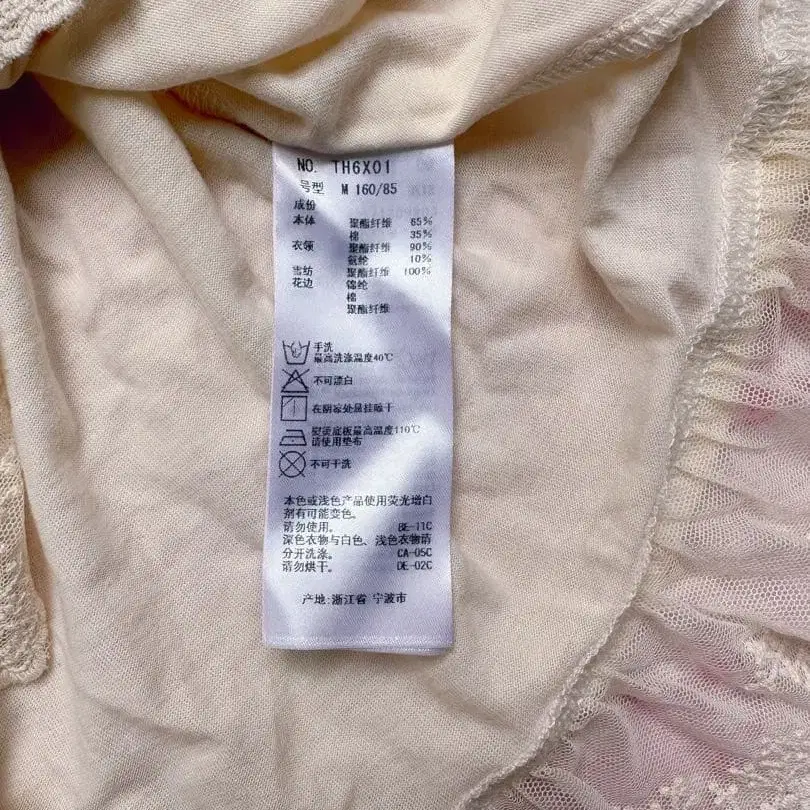 NO. TH6X01
号型 M 160/85
成份
本体 聚酯纤维 65%
棉 35%
衣领 聚酯纤维 90%
氨纶 10%
雪纺 聚酯纤维 100%
花边 锦纶
棉
聚酯纤维
手洗
最高洗涤温度40℃
不可漂白
在阴凉处悬挂晾干
熨烫底板最高温度110℃
请使用垫布
不可干洗
本色或浅色产品使用荧光增白
剂有可能变色。
请勿使用。 BE-11C
深色衣物与白色、浅色衣物请
分开洗涤。 CA-05C
请勿烘干。 DE-02C
产地:浙江省 宁波市